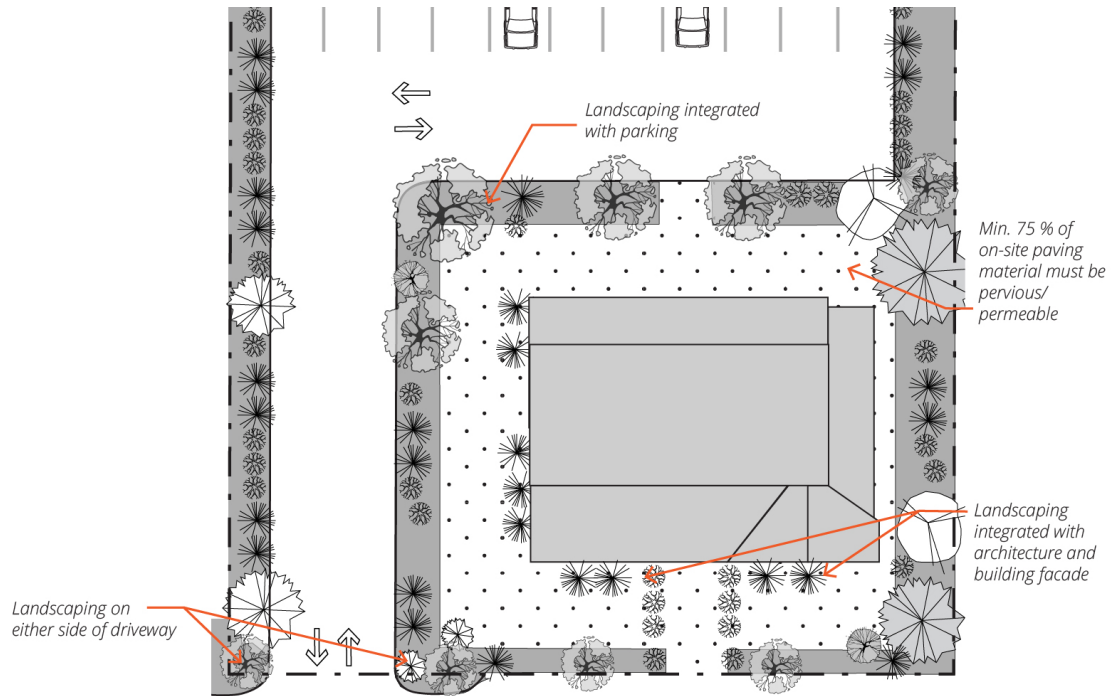 Landscaping integrated
with parking
Min. 75 % of
on-site paving
material must be
pervious/
permeable
Landscaping
integrated with
architecture and
building facade
Landscaping on
either side of driveway